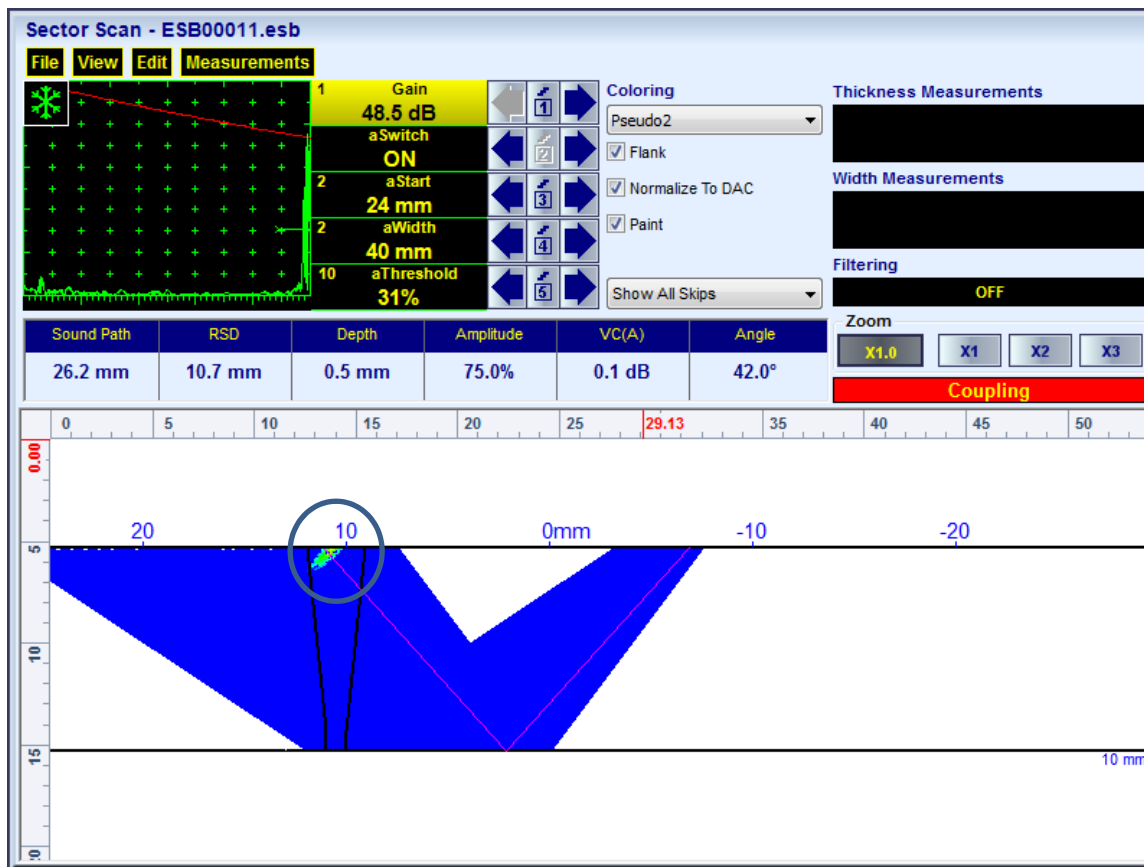 Sector Scan - ESB00011.esb
File View Edit Measurements
1 Gain
48.5 dB
aSwitch
ON
2 aStart
24 mm
2 aWidth
40 mm
10 aThreshold
31%
1
2
3
4
5
Coloring
Pseudo2
Flank
Normalize To DAC
Paint
Show All Skips
Thickness Measurements
Width Measurements
Filtering
OFF
Zoom
X1.0 X1 X2 X3
Coupling
Sound Path RSD Depth Amplitude VC(A) Angle
26.2 mm 10.7 mm 0.5 mm 75.0% 0.1 dB 42.0°
0 5 10 15 20 25 29.13 35 40 45 50
0.00
20 10 0mm -10 -20
5
10
15
10 mm
20